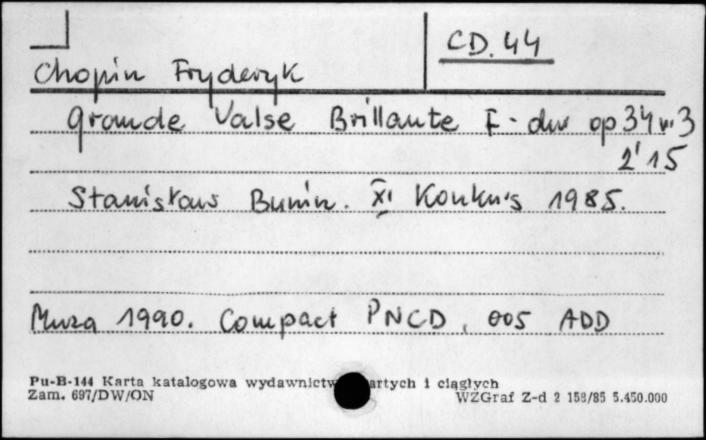 CD. 44
Chopin Fryderyk
Grande Valse Brillante F-dur op 34 nr 3
2'15
Stanisław Bunin. XI Konkurs 1985.
Muza 1990. Compact PNCD, 005 ADD
Pu-B-144 Karta katalogowa wydawnictw artych i ciągłych
Zam. 697/DW/ON WZGraf Z-d 2 158/85 5.450.000